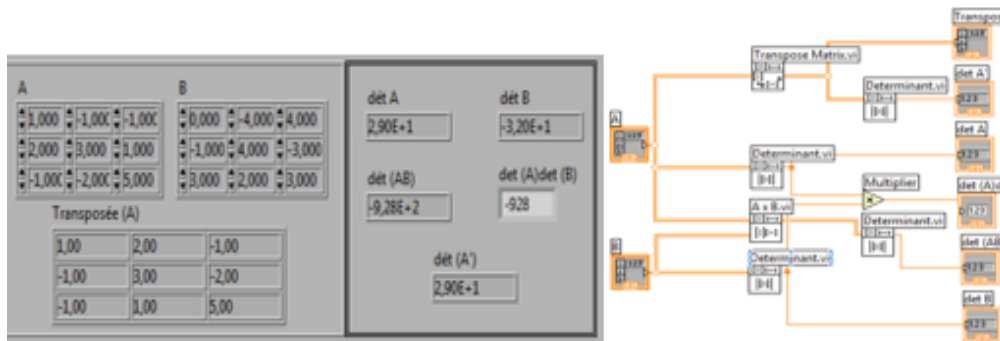 A B
1,000 -1,000 -1,000 0,000 -4,000 4,000
2,000 3,000 1,000 -1,000 4,000 -3,000
-1,000 -2,000 5,000 3,000 2,000 3,000
Transposée (A)
1,00 2,00 -1,00
-1,00 3,00 -2,00
-1,00 1,00 5,00
dét A dét B
2,90E+1 -3,20E+1
dét (AB) det (A)det (B)
-9,28E+2 -928
dét (A')
2,90E+1
Transpos
Transpose Matrix.vi
det A'
Determinant.vi
A
det A
Determinant.vi
Multiplier
det (A)d
A x B.vi
Determinant.vi
B
det (AB
Determinant.vi
det B